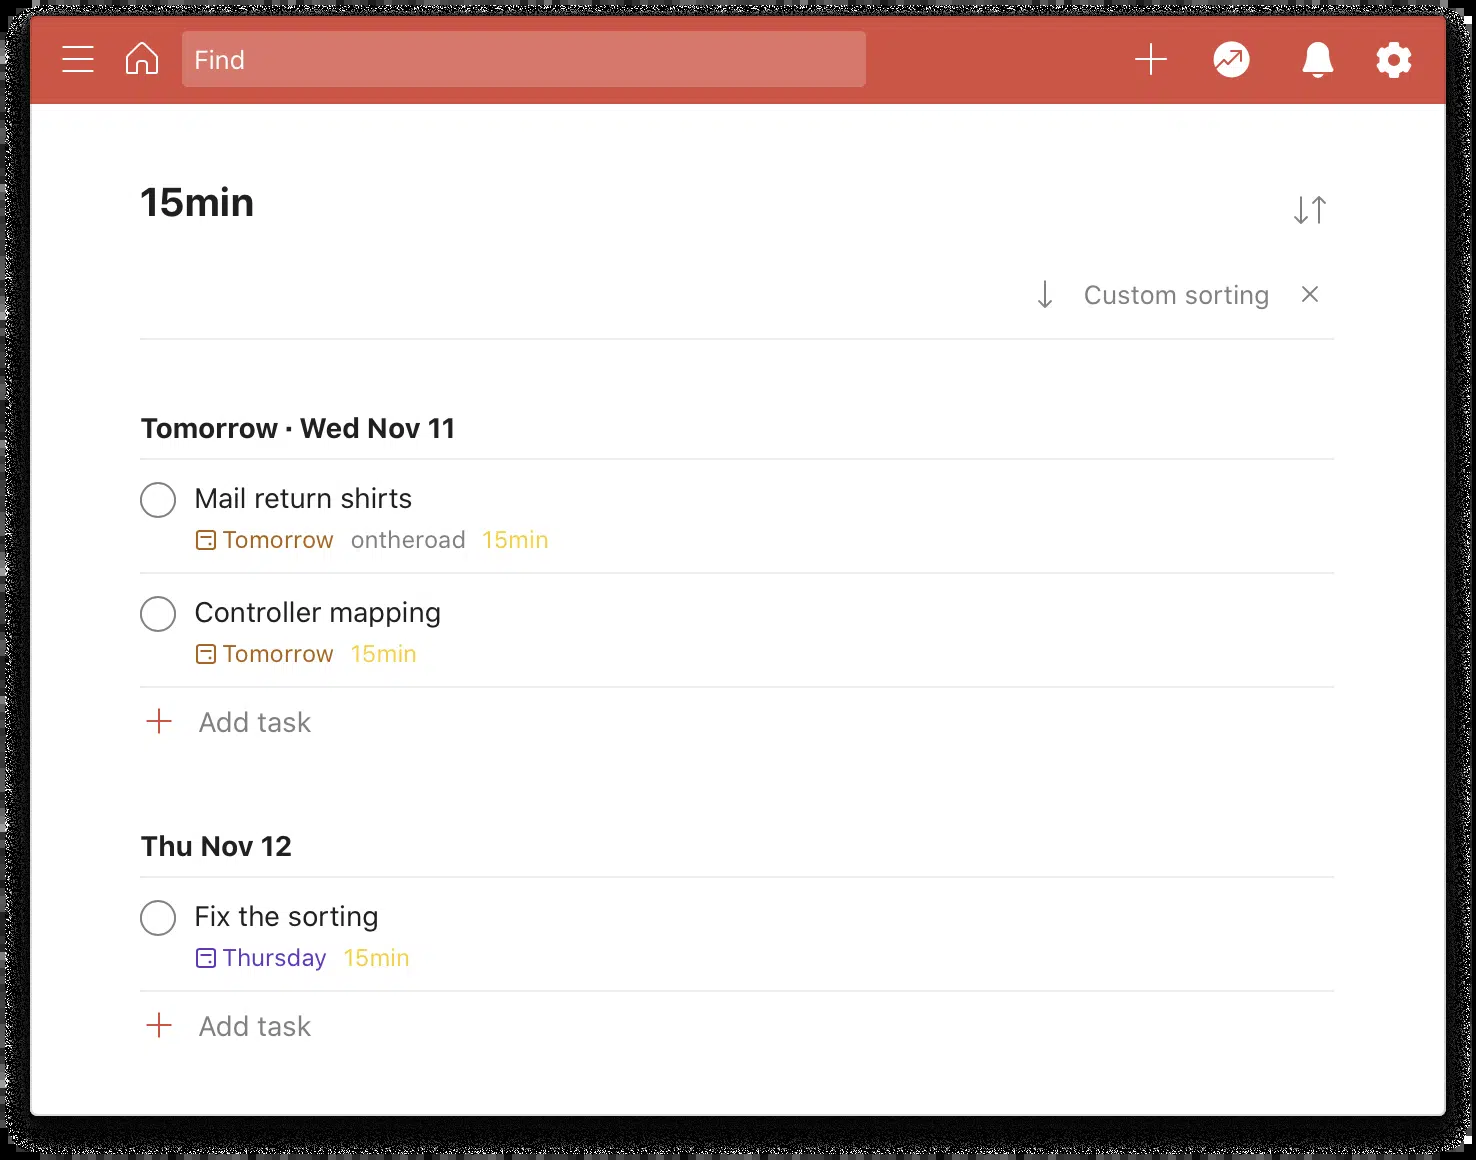 Find
15min
Custom sorting
Tomorrow · Wed Nov 11
Mail return shirts
Tomorrow ontheroad 15min
Controller mapping
Tomorrow 15min
Add task
Thu Nov 12
Fix the sorting
Thursday 15min
Add task